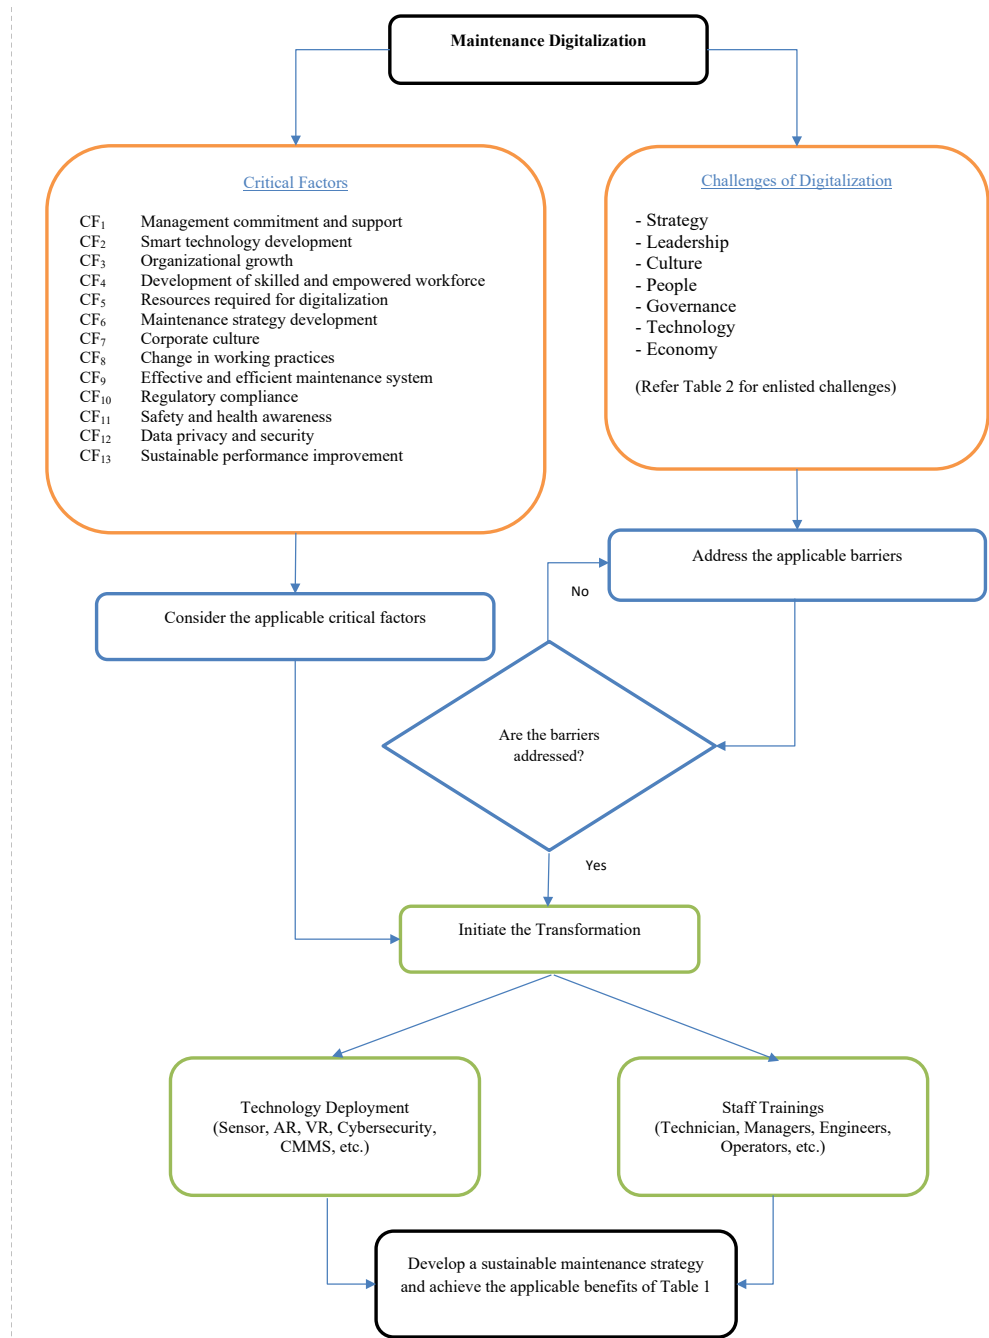 Maintenance Digitalization
Critical Factors
CF₁ Management commitment and support
CF₂ Smart technology development
CF₃ Organizational growth
CF₄ Development of skilled and empowered workforce
CF₅ Resources required for digitalization
CF₆ Maintenance strategy development
CF₇ Corporate culture
CF₈ Change in working practices
CF₉ Effective and efficient maintenance system
CF₁₀ Regulatory compliance
CF₁₁ Safety and health awareness
CF₁₂ Data privacy and security
CF₁₃ Sustainable performance improvement
Challenges of Digitalization
- Strategy
- Leadership
- Culture
- People
- Governance
- Technology
- Economy
(Refer Table 2 for enlisted challenges)
Address the applicable barriers
No
Consider the applicable critical factors
Are the barriers
addressed?
Yes
Initiate the Transformation
Technology Deployment
(Sensor, AR, VR, Cybersecurity,
CMMS, etc.)
Staff Trainings
(Technician, Managers, Engineers,
Operators, etc.)
Develop a sustainable maintenance strategy
and achieve the applicable benefits of Table 1